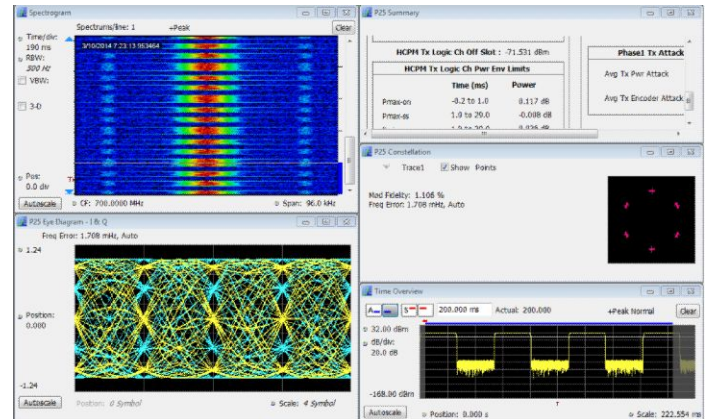 Spectrogram
Spectrums/line: 1 +Peak Clear
Time/div:
190 ms
RBW:
300 Hz
VBW:
3-D
Pos:
0.0 div
3/10/2014 7:23:13.953464
Autoscale CF: 700.0000 MHz Span: 96.0 kHz
P25 Summary
HCPM Tx Logic Ch Off Slot : -71.531 dBm
HCPM Tx Logic Ch Pwr Env Limits
Time (ms) Power
Pmax-on -0.2 to 1.0 0.117 dB
Pmax-ss 1.0 to 29.0 -0.008 dB
Phase1 Tx Attack
Avg Tx Pwr Attack
Avg Tx Encoder Attack
P25 Constellation
Trace1 Show Points
Mod Fidelity: 1.106 %
Freq Error: 1.708 mHz, Auto
P25 Eye Diagram - I & Q
Freq Error: 1.708 mHz, Auto
1.24
Position:
0.000
-1.24
Autoscale Position: 0 Symbol Scale: 4 Symbol
Time Overview
A S 200.000 ms Actual: 200.000 +Peak Normal Clear
32.00 dBm
dB/div:
20.0 dB
-168.00 dBm
T
Autoscale Position: 0.000 s Scale: 222.554 ms